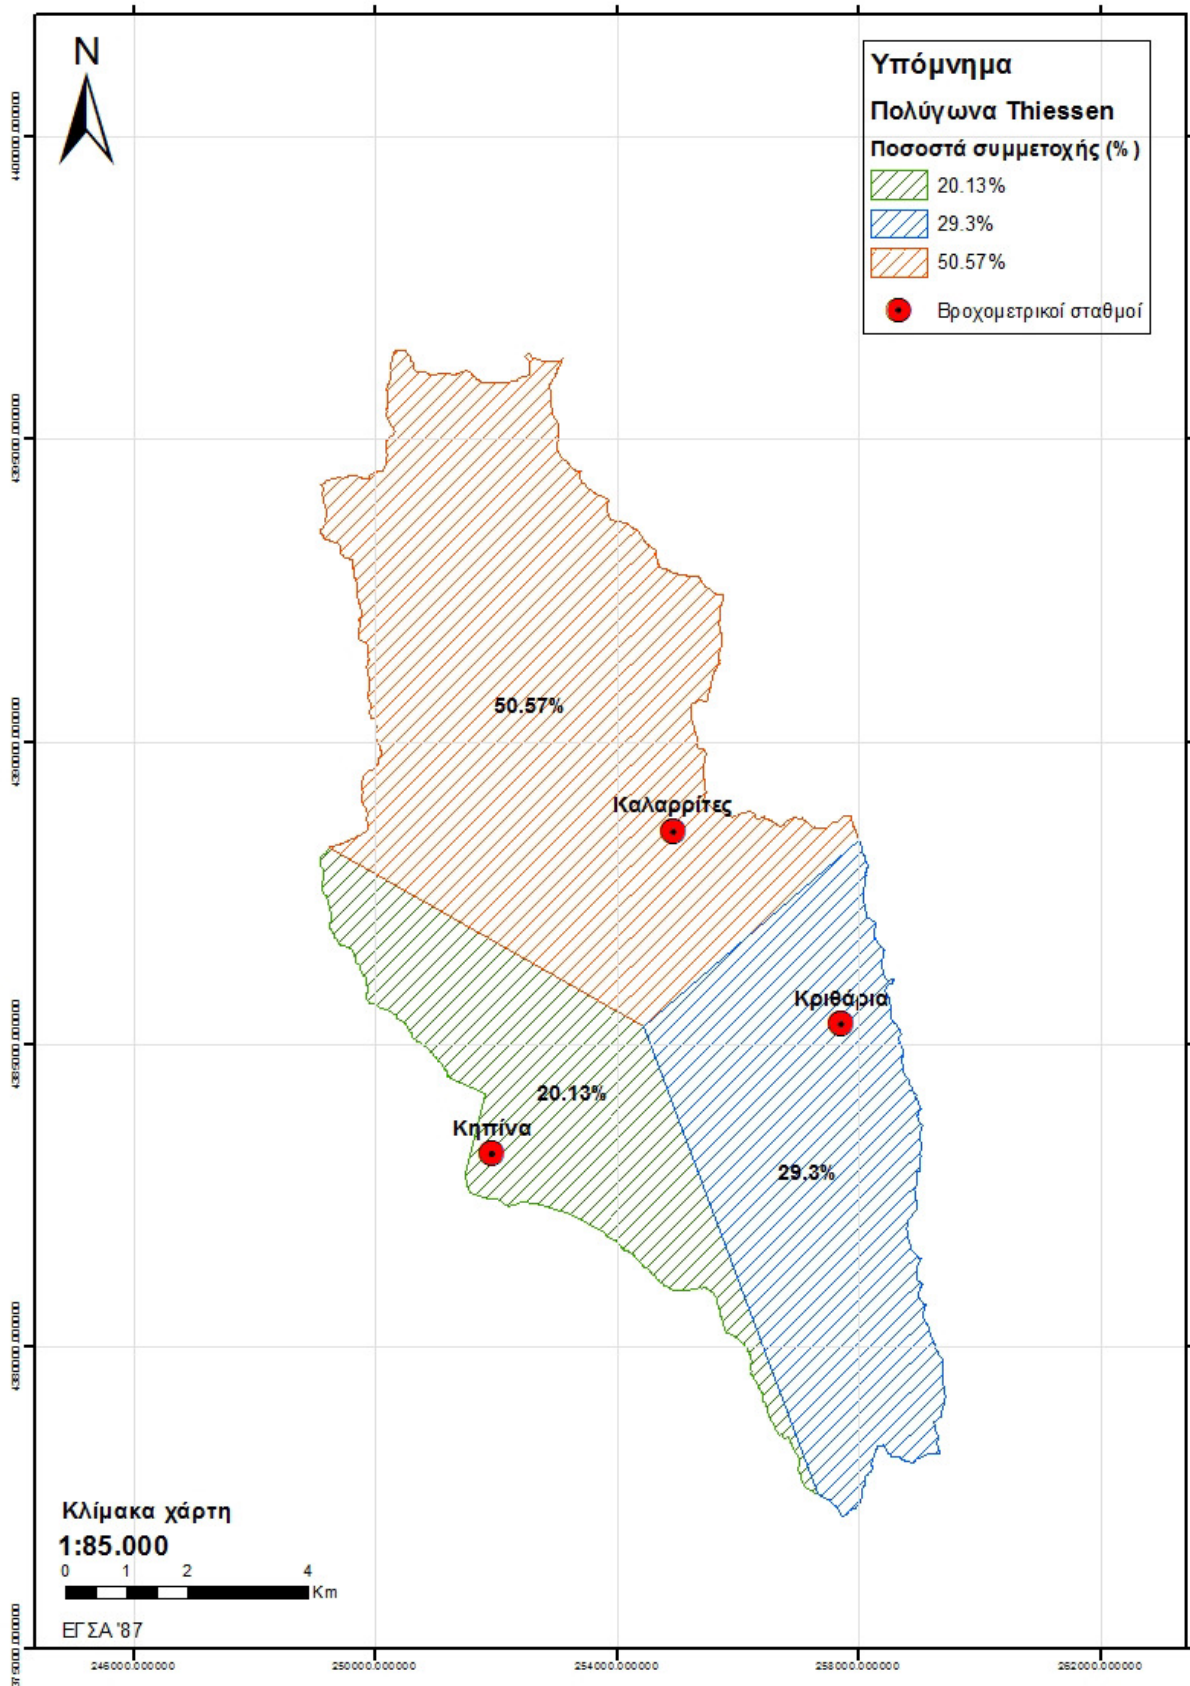 N
Υπόμνημα
Πολύγωνα Thiessen
Ποσοστά συμμετοχής (%)
20.13%
29.3%
50.57%
Βροχομετρικοί σταθμοί
50.57%
Καλαρρίτες
Κριθάρια
20.13%
Κηπίνα
29.3%
Κλίμακα χάρτη
1:85.000
0 1 2 4
Km
ΕΓΣΑ '87
246000.000000 250000.000000 254000.000000 258000.000000 262000.000000